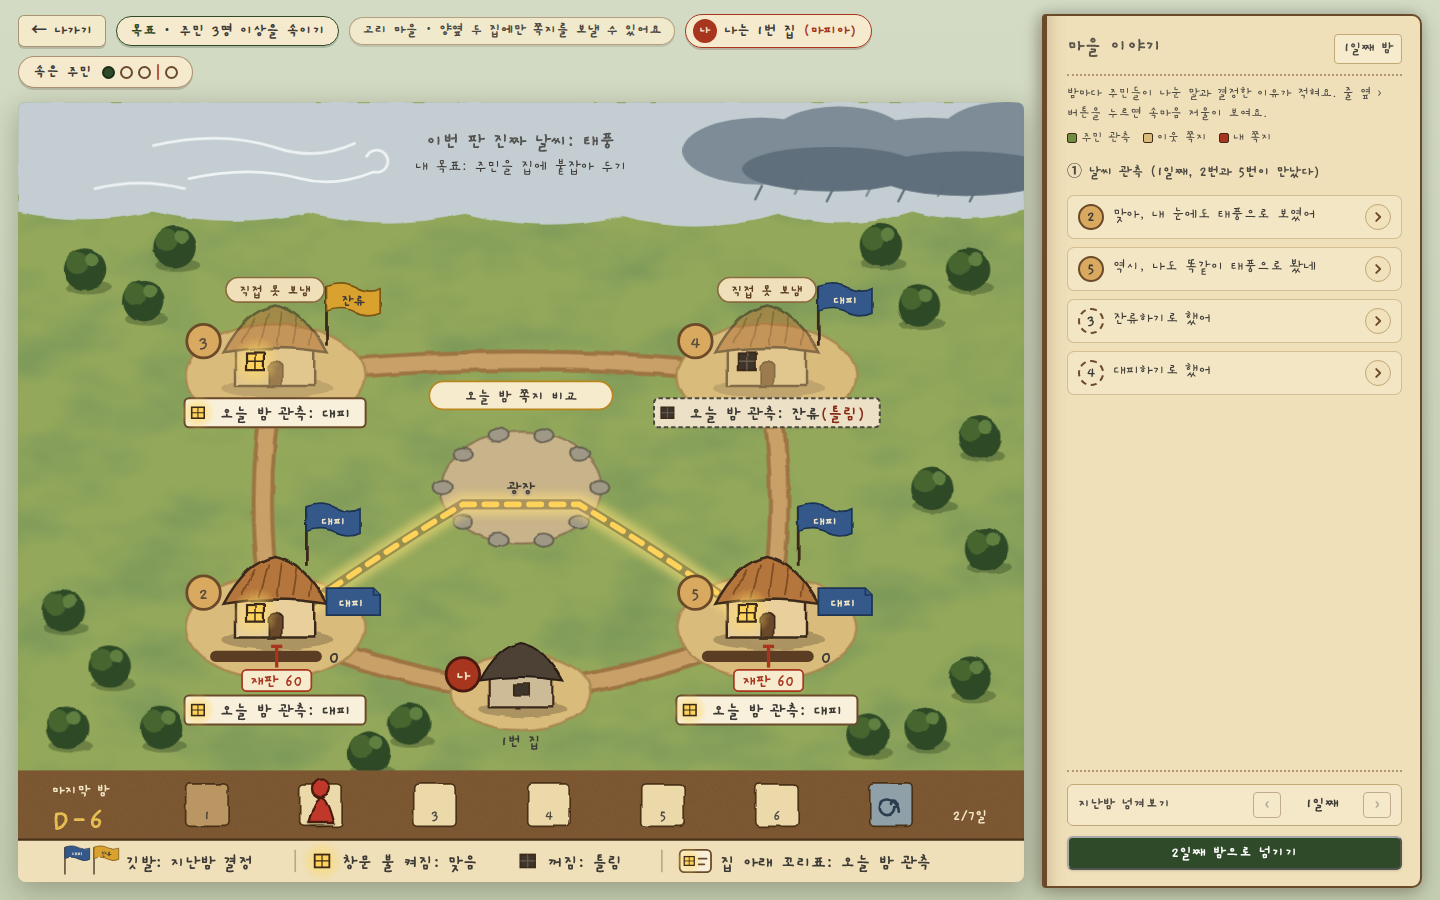 ← 나가기
목표 · 주민 3명 이상을 속이기
고리 마을 · 양옆 두 집에만 쪽지를 보낼 수 있어요
나 나는 1번 집 (마피아)
속은 주민
이번 판 진짜 날씨: 태풍
내 목표: 주민을 집에 붙잡아 두기
직접 못 보냄
잔류
3
오늘 밤 관측: 대피
직접 못 보냄
대피
4
오늘 밤 관측: 잔류(틀림)
오늘 밤 쪽지 비교
광장
대피
2
대피
0
재판 60
오늘 밤 관측: 대피
대피
5
대피
0
재판 60
오늘 밤 관측: 대피
나
1번 집
마지막 밤
D-6
1
3
4
5
6
2/7일
대피
잔류
깃발: 지난밤 결정
창문 불 켜짐: 맞음
꺼짐: 틀림
집 아래 꼬리표: 오늘 밤 관측
마을 이야기
1일째 밤
밤마다 주민들이 나눈 말과 결정한 이유가 적혀요. 줄 옆 ›
버튼을 누르면 속마음 저울이 보여요.
주민 관측 이웃 쪽지 내 쪽지
① 날씨 관측 (1일째, 2번과 5번이 만났다)
2 맞아, 내 눈에도 태풍으로 보였어
5 역시, 나도 똑같이 태풍으로 봤네
3 잔류하기로 했어
4 대피하기로 했어
지난밤 넘겨보기
‹ 1일째 ›
2일째 밤으로 넘기기